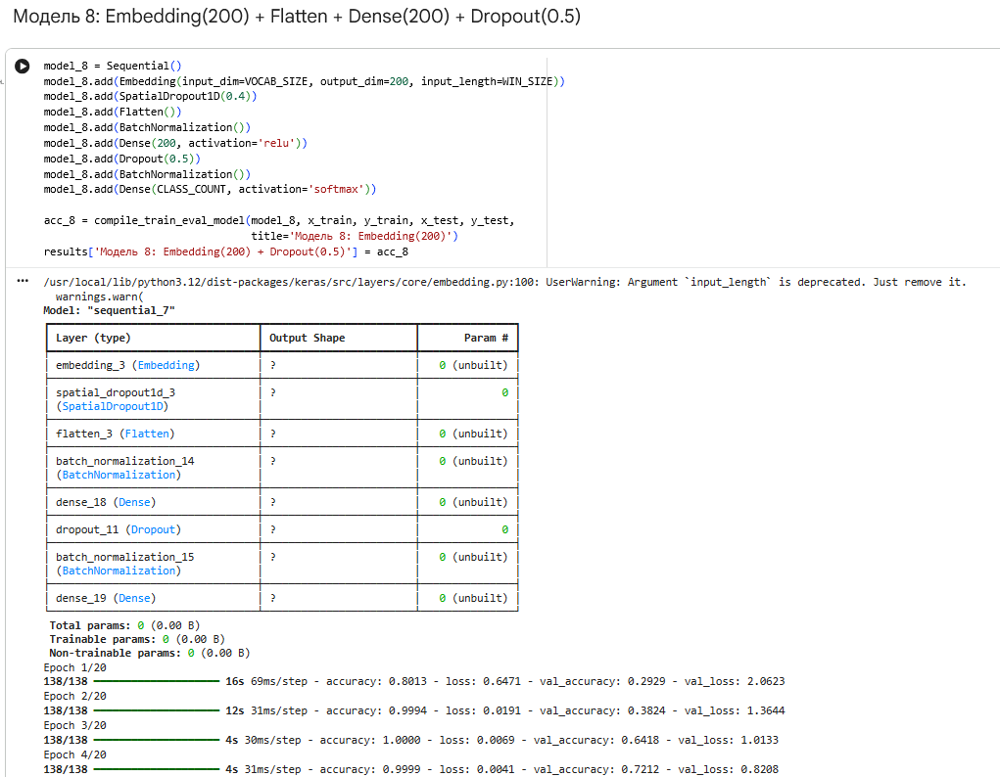 Модель 8: Embedding(200) + Flatten + Dense(200) + Dropout(0.5)
model_8 = Sequential()
model_8.add(Embedding(input_dim=VOCAB_SIZE, output_dim=200, input_length=WIN_SIZE))
model_8.add(SpatialDropout1D(0.4))
model_8.add(Flatten())
model_8.add(BatchNormalization())
model_8.add(Dense(200, activation='relu'))
model_8.add(Dropout(0.5))
model_8.add(BatchNormalization())
model_8.add(Dense(CLASS_COUNT, activation='softmax'))
acc_8 = compile_train_eval_model(model_8, x_train, y_train, x_test, y_test,
title='Модель 8: Embedding(200)')
results['Модель 8: Embedding(200) + Dropout(0.5)'] = acc_8
/usr/local/lib/python3.12/dist-packages/keras/src/layers/core/embedding.py:100: UserWarning: Argument `input_length` is deprecated. Just remove it.
warnings.warn(
Model: "sequential_7"
Layer (type) Output Shape Param #
embedding_3 (Embedding) ? 0 (unbuilt)
spatial_dropout1d_3 ? 0
(SpatialDropout1D)
flatten_3 (Flatten) ? 0 (unbuilt)
batch_normalization_14 ? 0 (unbuilt)
(BatchNormalization)
dense_18 (Dense) ? 0 (unbuilt)
dropout_11 (Dropout) ? 0
batch_normalization_15 ? 0 (unbuilt)
(BatchNormalization)
dense_19 (Dense) ? 0 (unbuilt)
Total params: 0 (0.00 B)
Trainable params: 0 (0.00 B)
Non-trainable params: 0 (0.00 B)
Epoch 1/20
138/138 16s 69ms/step - accuracy: 0.8013 - loss: 0.6471 - val_accuracy: 0.2929 - val_loss: 2.0623
Epoch 2/20
138/138 12s 31ms/step - accuracy: 0.9994 - loss: 0.0191 - val_accuracy: 0.3824 - val_loss: 1.3644
Epoch 3/20
138/138 4s 30ms/step - accuracy: 1.0000 - loss: 0.0069 - val_accuracy: 0.6418 - val_loss: 1.0133
Epoch 4/20
138/138 4s 31ms/step - accuracy: 0.9999 - loss: 0.0041 - val_accuracy: 0.7212 - val_loss: 0.8208